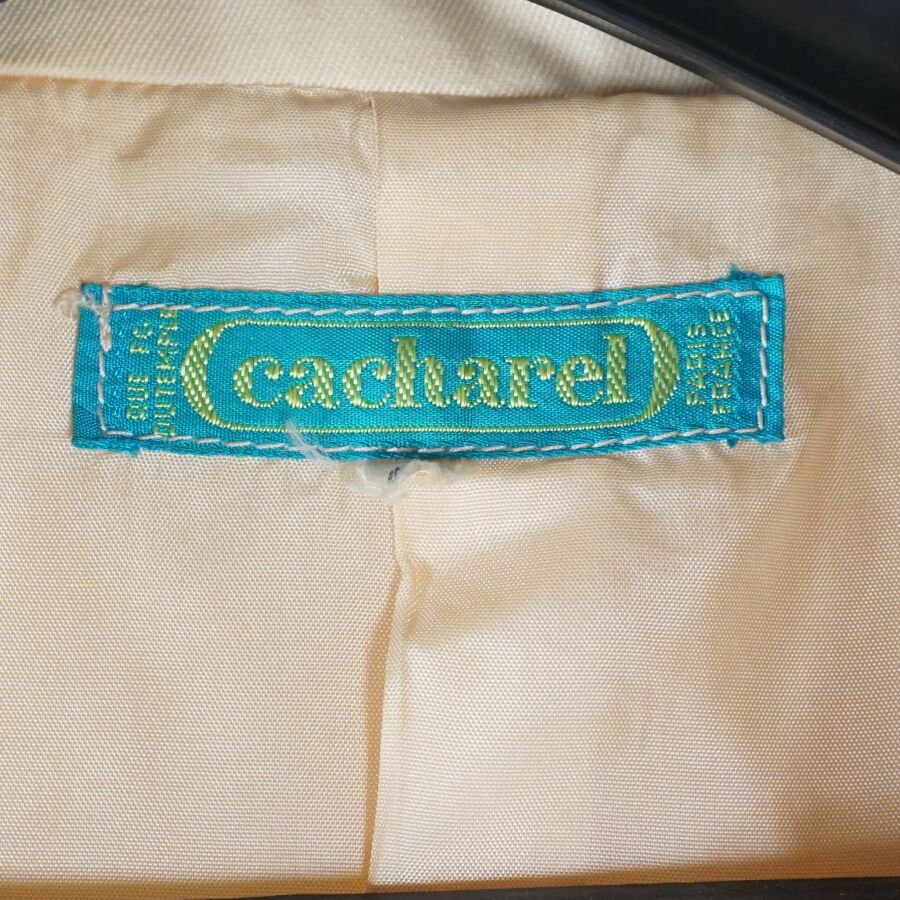 RUE FG
DU TEMPLE
cacharel
PARIS
FRANCE